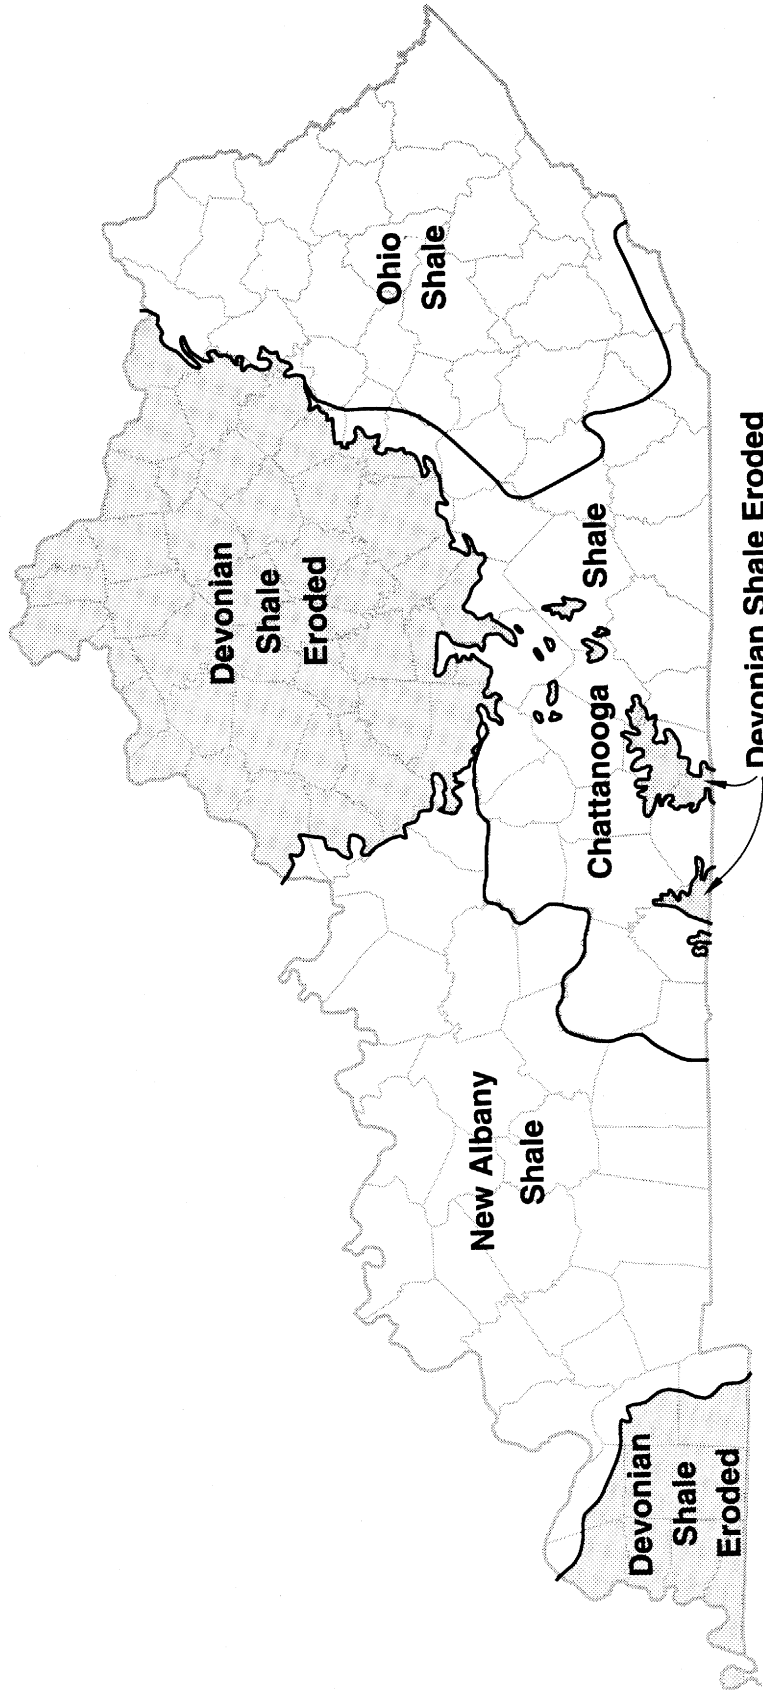 Devonian
Shale
Eroded
Ohio
Shale
New Albany
Shale
Chattanooga Shale
Devonian
Shale
Eroded
Devonian Shale Eroded